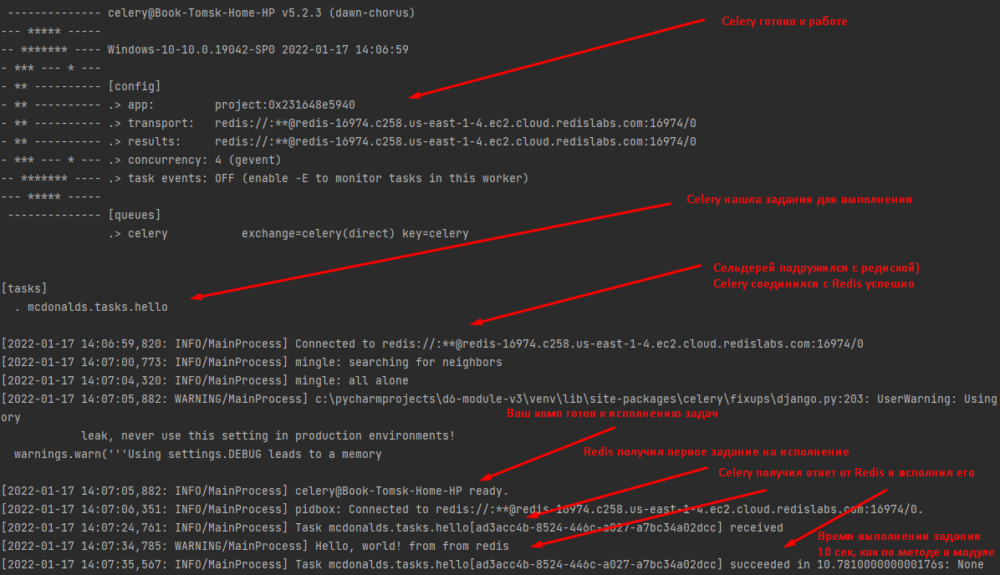 -------------- celery@Book-Tomsk-Home-HP v5.2.3 (dawn-chorus)
--- ***** -----
Celery готова к работе
-- ******* ---- Windows-10-10.0.19042-SP0 2022-01-17 14:06:59
- *** --- * ---
- ** ---------- [config]
- ** ---------- .> app:         project:0x231648e5940
- ** ---------- .> transport:   redis://:**@redis-16974.c258.us-east-1-4.ec2.cloud.redislabs.com:16974/0
- ** ---------- .> results:     redis://:**@redis-16974.c258.us-east-1-4.ec2.cloud.redislabs.com:16974/0
- *** --- * --- .> concurrency: 4 (gevent)
-- ******* ---- .> task events: OFF (enable -E to monitor tasks in this worker)
--- ***** -----
Celery нашла задания для выполнения
 -------------- [queues]
                .> celery           exchange=celery(direct) key=celery
Сельдерей подружился с редиской)
Celery соединился с Redis успешно
[tasks]
  . mcdonalds.tasks.hello
[2022-01-17 14:06:59,820: INFO/MainProcess] Connected to redis://:**@redis-16974.c258.us-east-1-4.ec2.cloud.redislabs.com:16974/0
[2022-01-17 14:07:00,773: INFO/MainProcess] mingle: searching for neighbors
[2022-01-17 14:07:04,320: INFO/MainProcess] mingle: all alone
[2022-01-17 14:07:05,882: WARNING/MainProcess] c:\pycharmprojects\d6-module-v3\venv\lib\site-packages\celery\fixups\django.py:203: UserWarning: Using
ory
Ваш комп готов к исполнению задач
            leak, never use this setting in production environments!
  warnings.warn('''Using settings.DEBUG leads to a memory
Redis получил первое задание на исполнение
Celery получил ответ от Redis и исполнил его
[2022-01-17 14:07:05,882: INFO/MainProcess] celery@Book-Tomsk-Home-HP ready.
[2022-01-17 14:07:06,351: INFO/MainProcess] pidbox: Connected to redis://:**@redis-16974.c258.us-east-1-4.ec2.cloud.redislabs.com:16974/0.
[2022-01-17 14:07:24,761: INFO/MainProcess] Task mcdonalds.tasks.hello[ad3acc4b-8524-446c-a027-a7bc34a02dcc] received
Время выполнения задания
10 сек, как по методе в модуле
[2022-01-17 14:07:34,785: WARNING/MainProcess] Hello, world! from from redis
[2022-01-17 14:07:35,567: INFO/MainProcess] Task mcdonalds.tasks.hello[ad3acc4b-8524-446c-a027-a7bc34a02dcc] succeeded in 10.781000000000176s: None